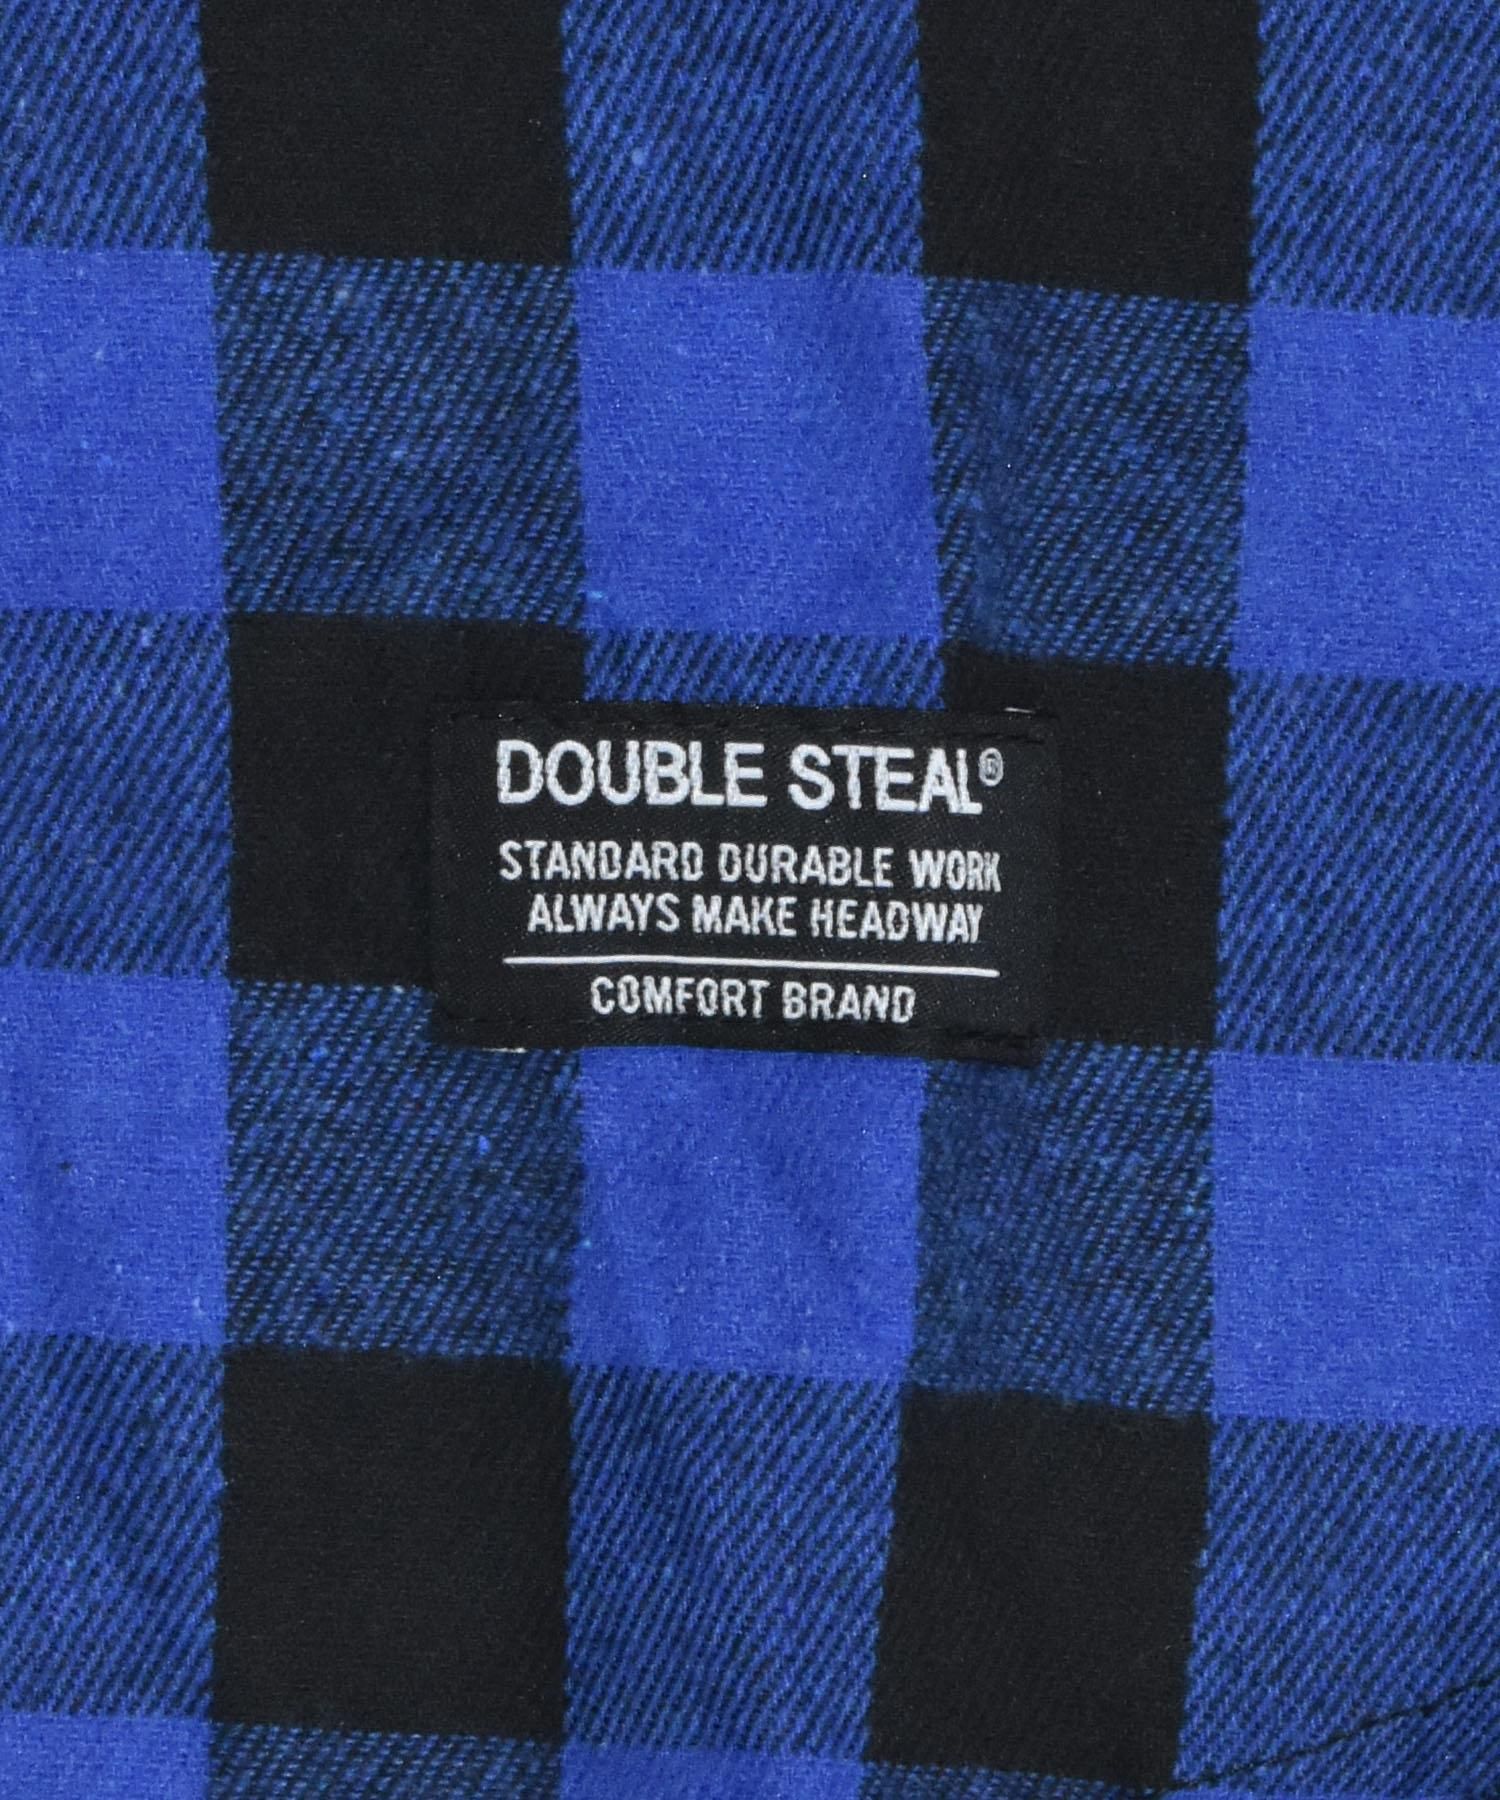 DOUBLE STEAL®
STANDARD DURABLE WORK
ALWAYS MAKE HEADWAY
COMFORT BRAND